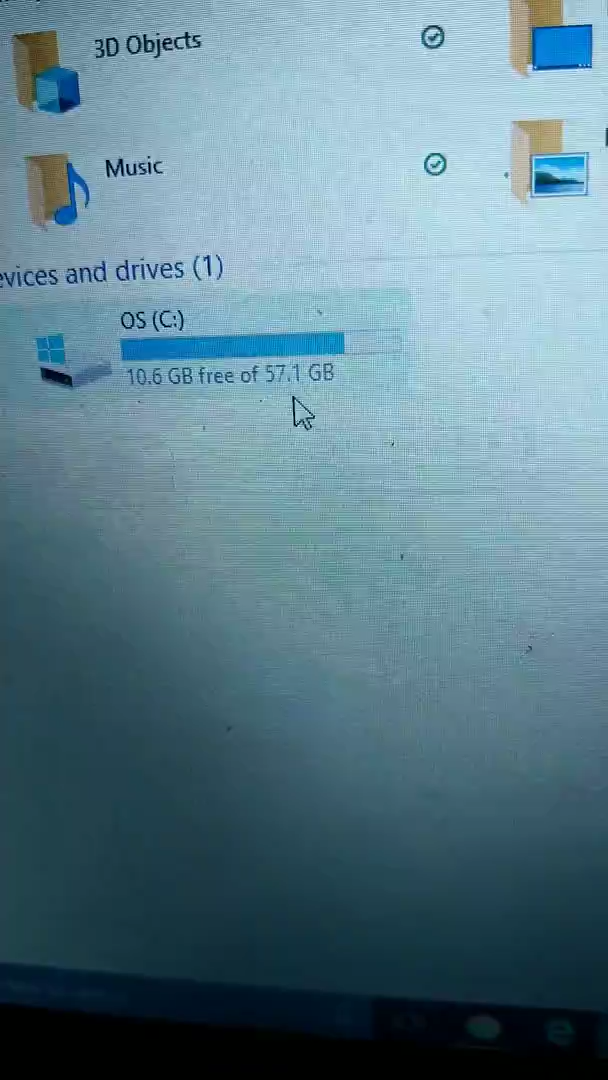 3D Objects
Music
evices and drives (1)
OS (C:)
10.6 GB free of 57.1 GB